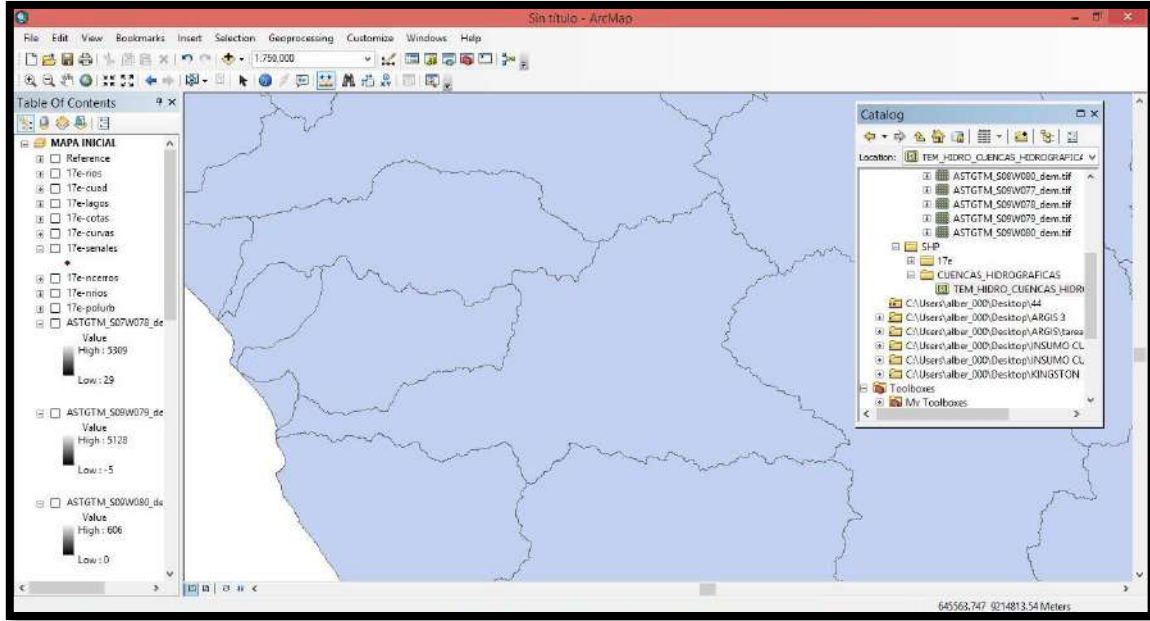 Sin título - ArcMap
File Edit View Bookmarks Insert Selection Geoprocessing Customize Windows Help
1:750,000
Table Of Contents
MAPA INICIAL
Reference
17e-rios
17e-cuad
17e-lagos
17e-cotas
17e-curvas
17e-senales
17e-ncerros
17e-nrios
17e-polurb
ASTGTM_S07W078_de
Value
High : 5309
Low : 29
ASTGTM_S09W079_de
Value
High : 5128
Low : -5
ASTGTM_S09W080_de
Value
High : 606
Low : 0
Catalog
Location: TEM_HIDRO_CUENCAS_HIDROGRAFICA
ASTGTM_S08W080_dem.tif
ASTGTM_S09W077_dem.tif
ASTGTM_S09W078_dem.tif
ASTGTM_S09W079_dem.tif
ASTGTM_S09W080_dem.tif
SHP
17e
CUENCAS_HIDROGRAFICAS
TEM_HIDRO_CUENCAS_HIDR
C:\Users\alber_000\Desktop\44
C:\Users\alber_000\Desktop\ARGIS 3
C:\Users\alber_000\Desktop\ARGIS\tarea
C:\Users\alber_000\Desktop\INSUMO CU
C:\Users\alber_000\Desktop\INSUMO CU
C:\Users\alber_000\Desktop\KINGSTON
Toolboxes
My Toolboxes
645563.747 9214813.54 Meters